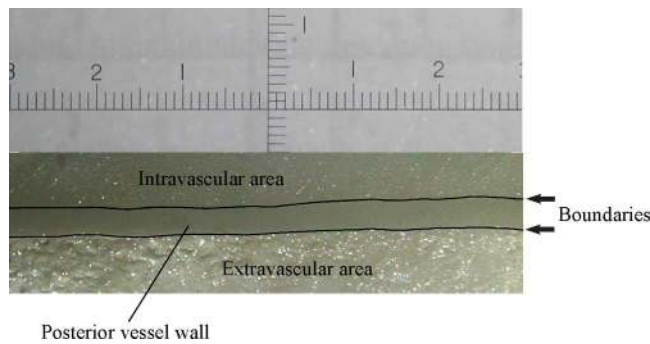 1
3 2 1 1 2 3
Intravascular area
Boundaries
Extravascular area
Posterior vessel wall